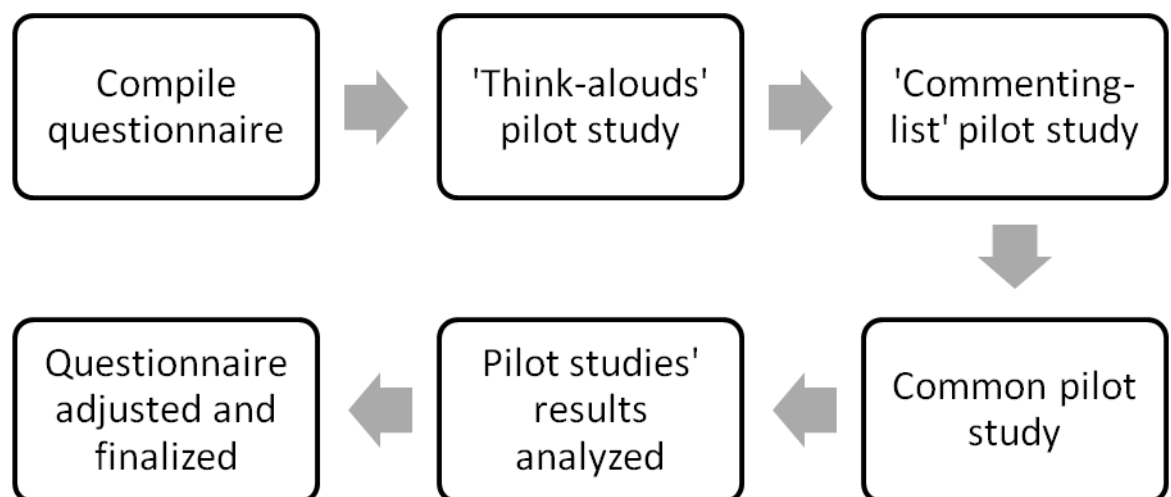 Compile
questionnaire
'Think-alouds'
pilot study
'Commenting-
list' pilot study
Common pilot
study
Pilot studies'
results
analyzed
Questionnaire
adjusted and
finalized